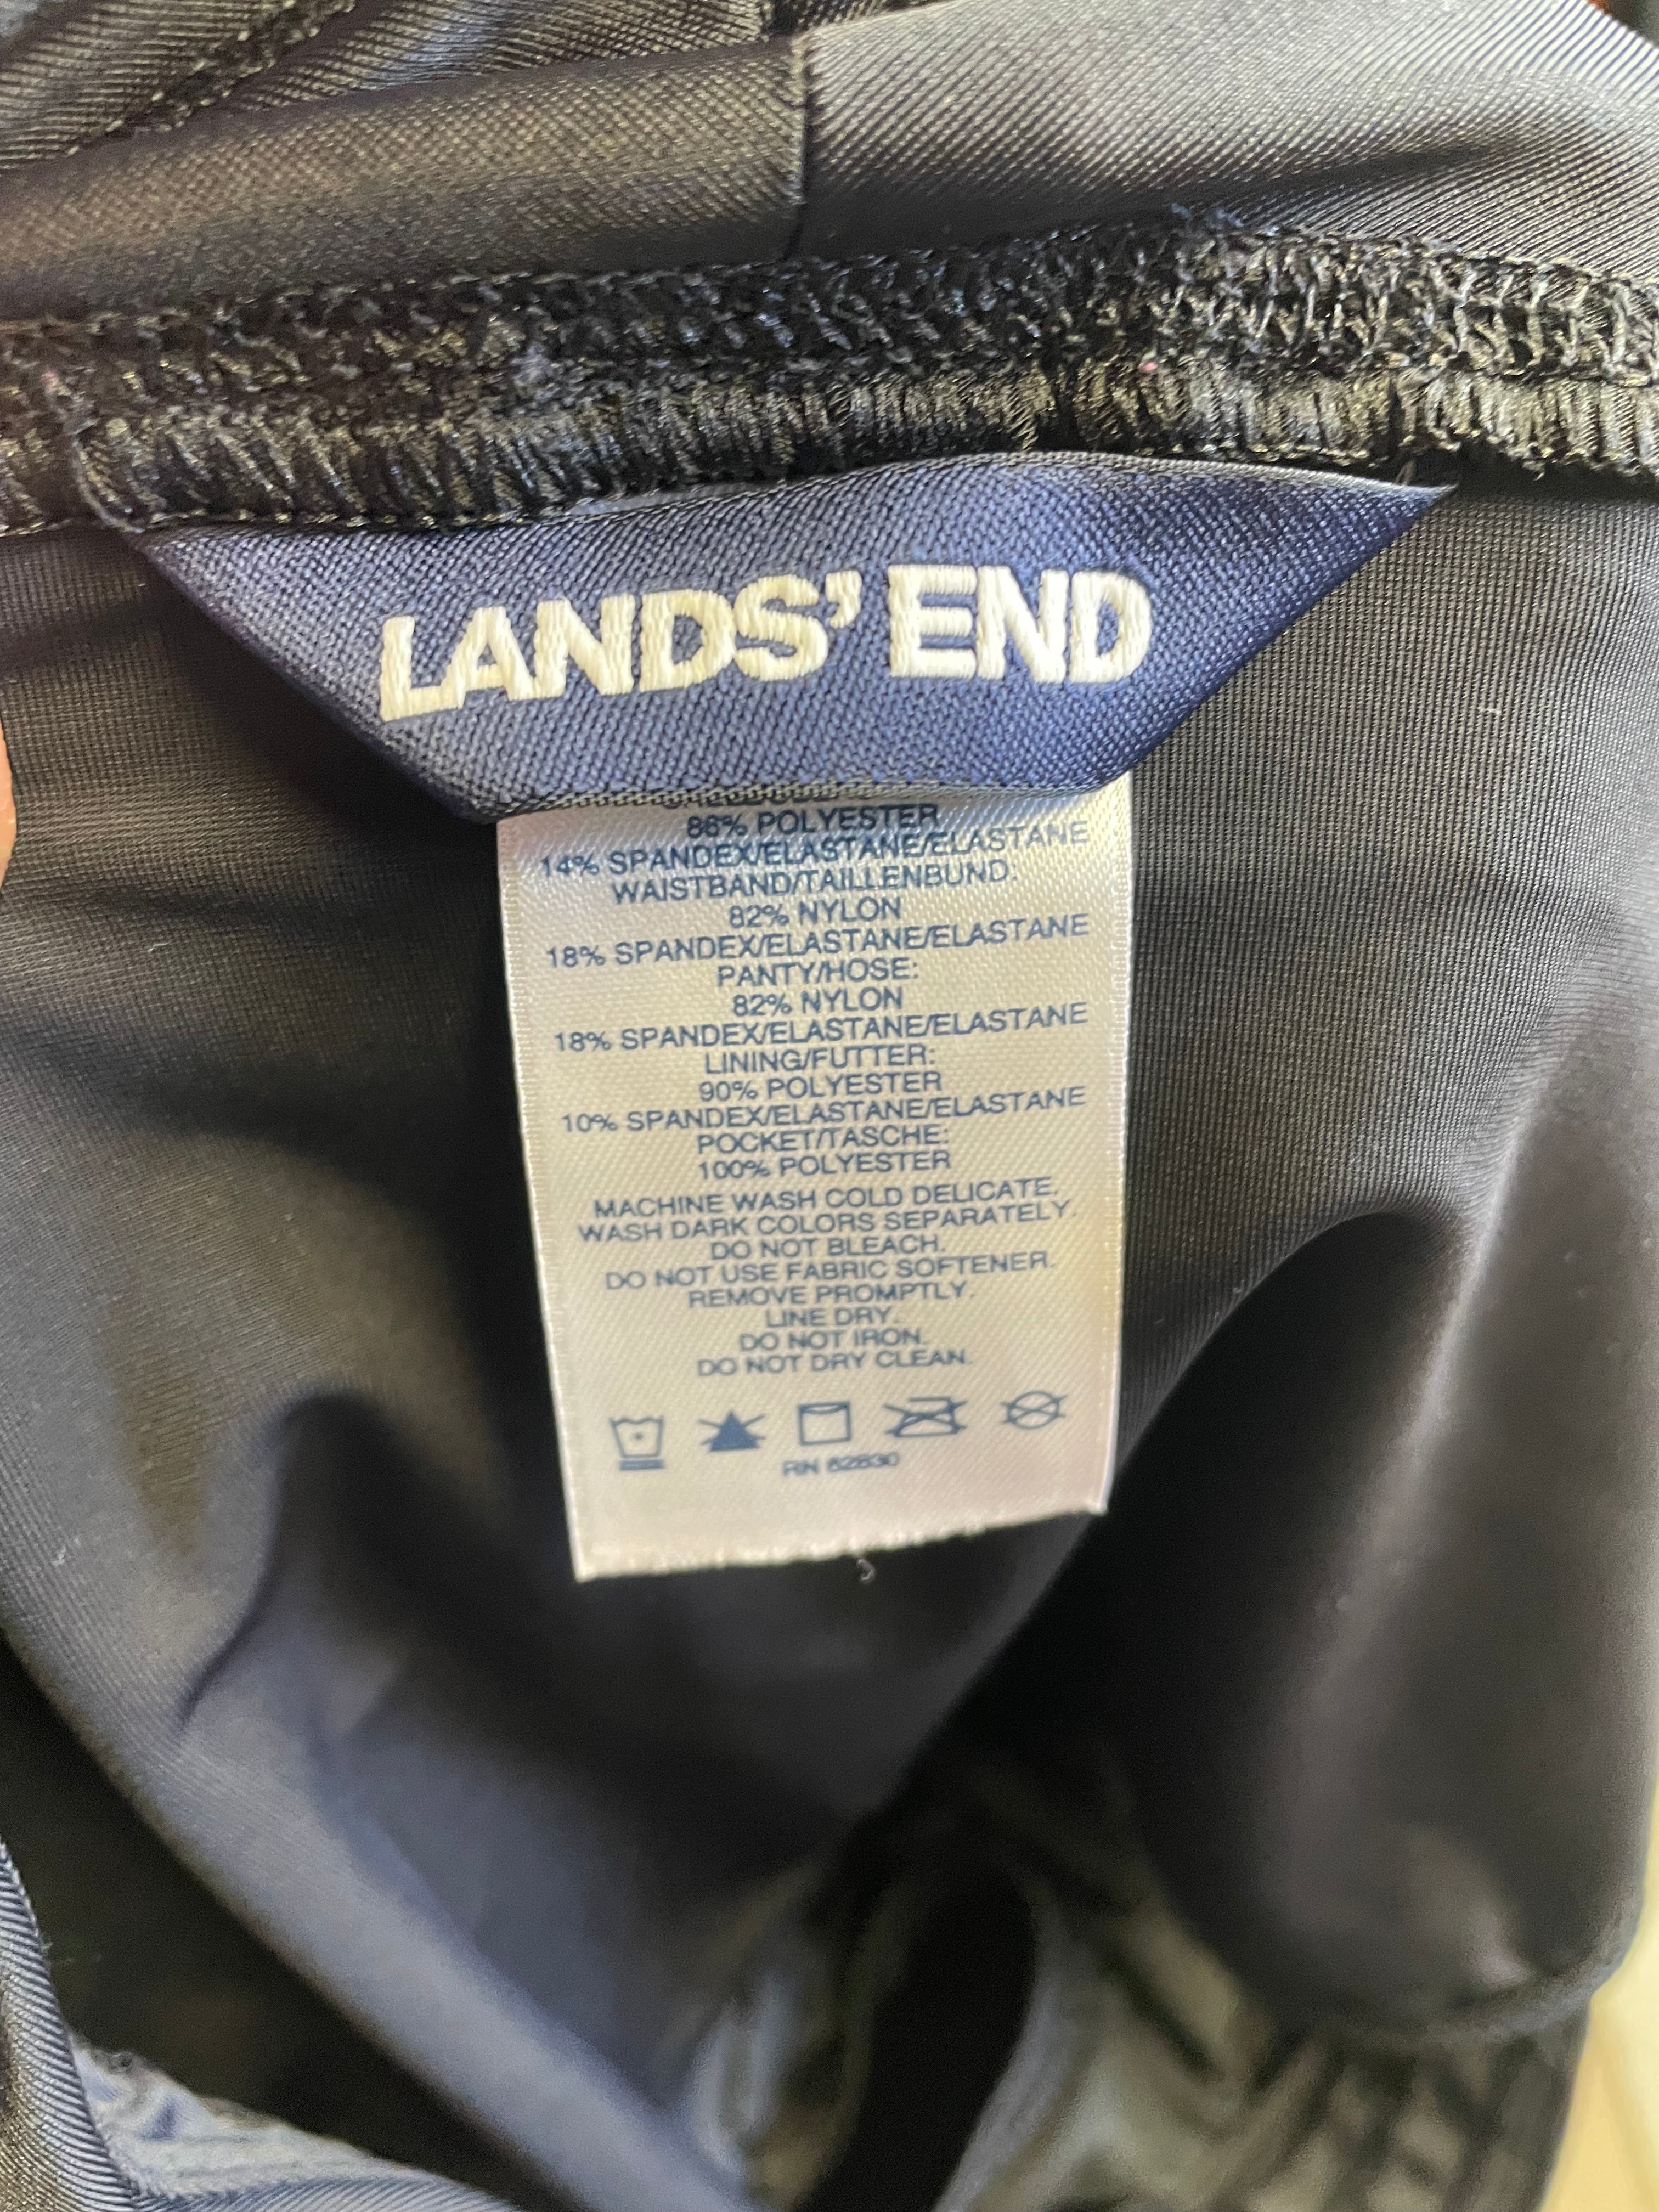 LANDS' END
86% POLYESTER
14% SPANDEX/ELASTANE/ELASTANE
WAISTBAND/TAILLENBUND:
82% NYLON
18% SPANDEX/ELASTANE/ELASTANE
PANTY/HOSE:
82% NYLON
18% SPANDEX/ELASTANE/ELASTANE
LINING/FUTTER:
90% POLYESTER
10% SPANDEX/ELASTANE/ELASTANE
POCKET/TASCHE:
100% POLYESTER
MACHINE WASH COLD DELICATE.
WASH DARK COLORS SEPARATELY.
DO NOT BLEACH.
DO NOT USE FABRIC SOFTENER.
REMOVE PROMPTLY.
LINE DRY.
DO NOT IRON.
DO NOT DRY CLEAN.
RN 62830